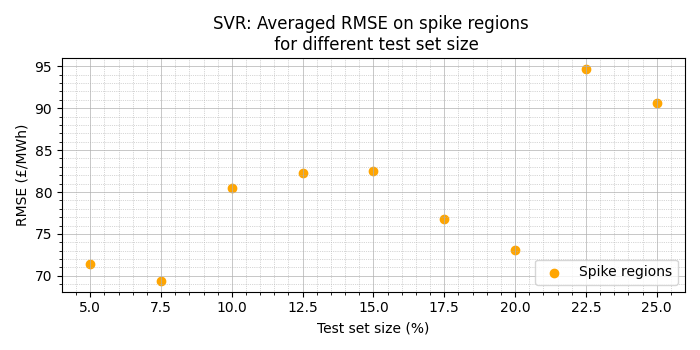 SVR: Averaged RMSE on spike regions
for different test set size
RMSE (£/MWh)
95
90
85
80
75
70
Spike regions
5.0 7.5 10.0 12.5 15.0 17.5 20.0 22.5 25.0
Test set size (%)